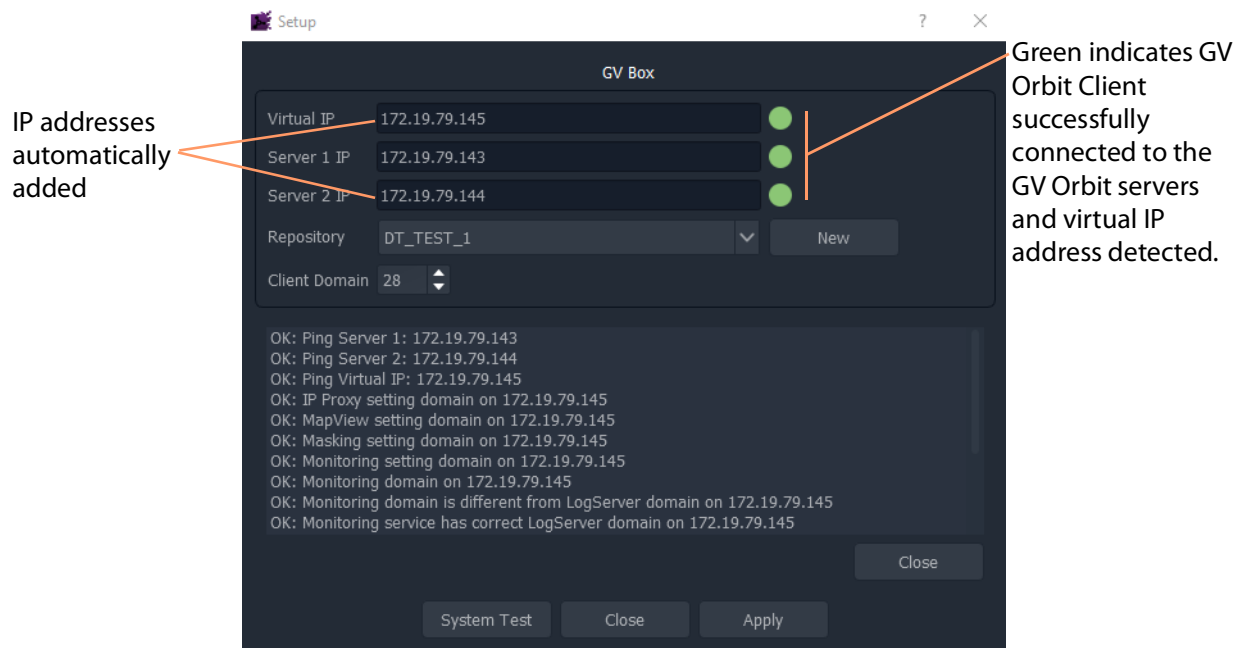 Setup
?
GV Box
Virtual IP 172.19.79.145
Server 1 IP 172.19.79.143
Server 2 IP 172.19.79.144
Repository DT_TEST_1 New
Client Domain 28
OK: Ping Server 1: 172.19.79.143
OK: Ping Server 2: 172.19.79.144
OK: Ping Virtual IP: 172.19.79.145
OK: IP Proxy setting domain on 172.19.79.145
OK: MapView setting domain on 172.19.79.145
OK: Masking setting domain on 172.19.79.145
OK: Monitoring setting domain on 172.19.79.145
OK: Monitoring domain on 172.19.79.145
OK: Monitoring domain is different from LogServer domain on 172.19.79.145
OK: Monitoring service has correct LogServer domain on 172.19.79.145
Close
System Test Close Apply
IP addresses
automatically
added
Green indicates GV
Orbit Client
successfully
connected to the
GV Orbit servers
and virtual IP
address detected.